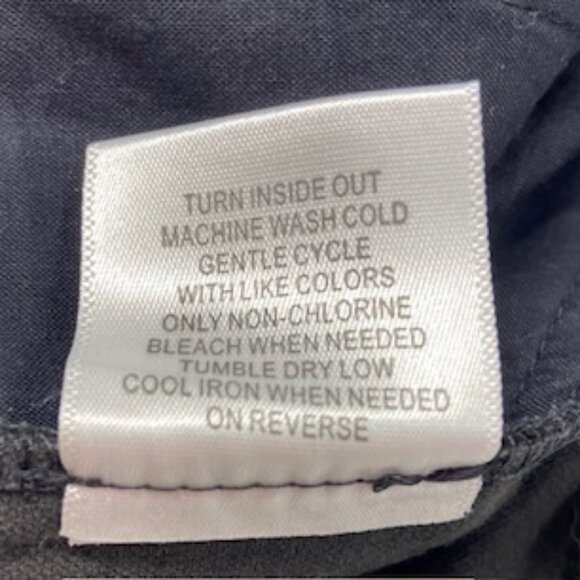 TURN INSIDE OUT
MACHINE WASH COLD
GENTLE CYCLE
WITH LIKE COLORS
ONLY NON-CHLORINE
BLEACH WHEN NEEDED
TUMBLE DRY LOW
COOL IRON WHEN NEEDED
ON REVERSE